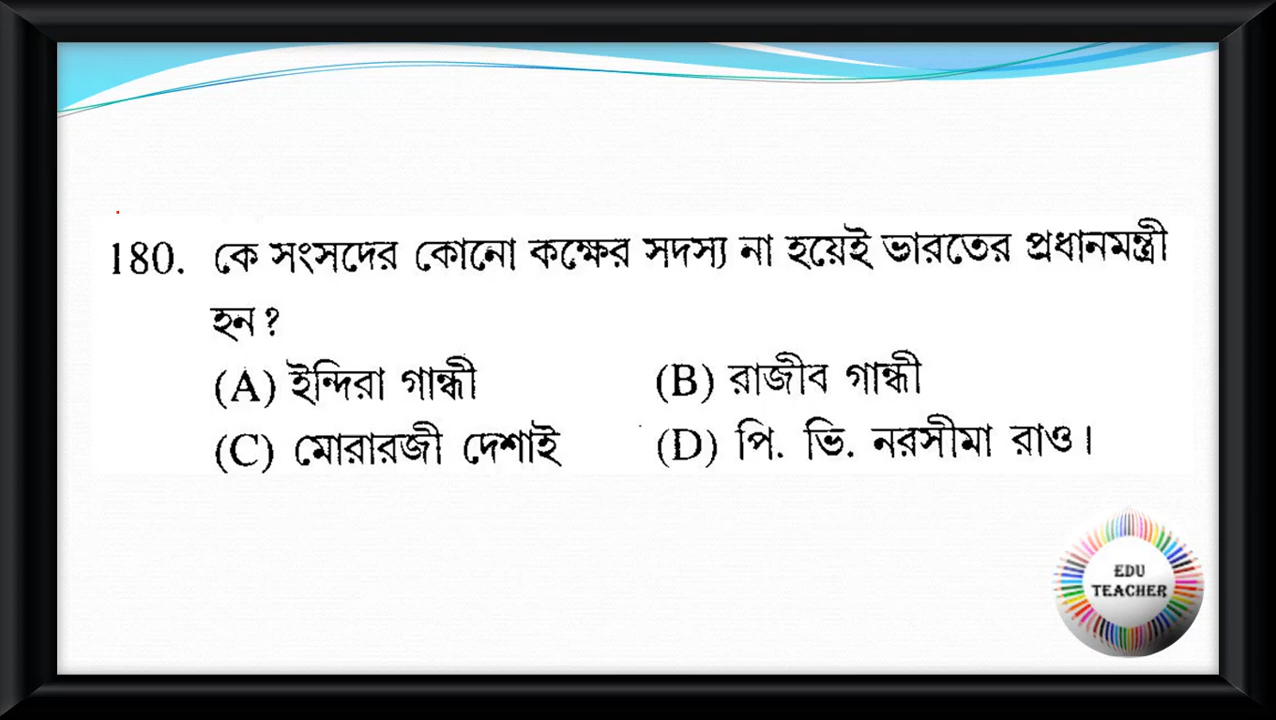 180. কে সংসদের কোনো কক্ষের সদস্য না হয়েই ভারতের প্রধানমন্ত্রী
হন ?
(A) ইন্দিরা গান্ধী (B) রাজীব গান্ধী
(C) মোরারজী দেশাই (D) পি. ভি. নরসীমা রাও।
EDU
TEACHER